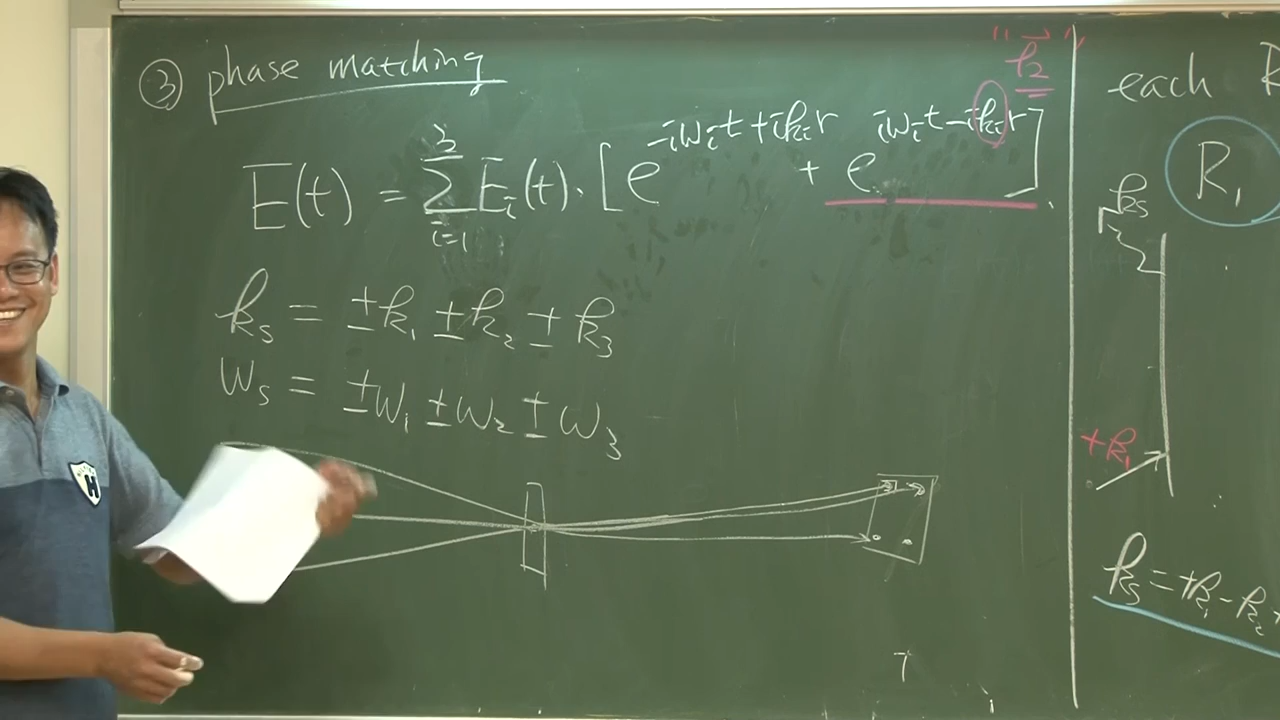 ③ phase matching
"k⃗₂"
E(t) = Σ_{i=1}^{3} E_i(t) · [e^{-iω_i t + ik_i r} + e^{iω_i t - ik_i r}].
k_s = ±k₁ ± k₂ ± k₃
ω_s = ±ω₁ ± ω₂ ± ω₃
each R
R₁
k_s
+k₁
k_s = +k₁ - k₂ +
H